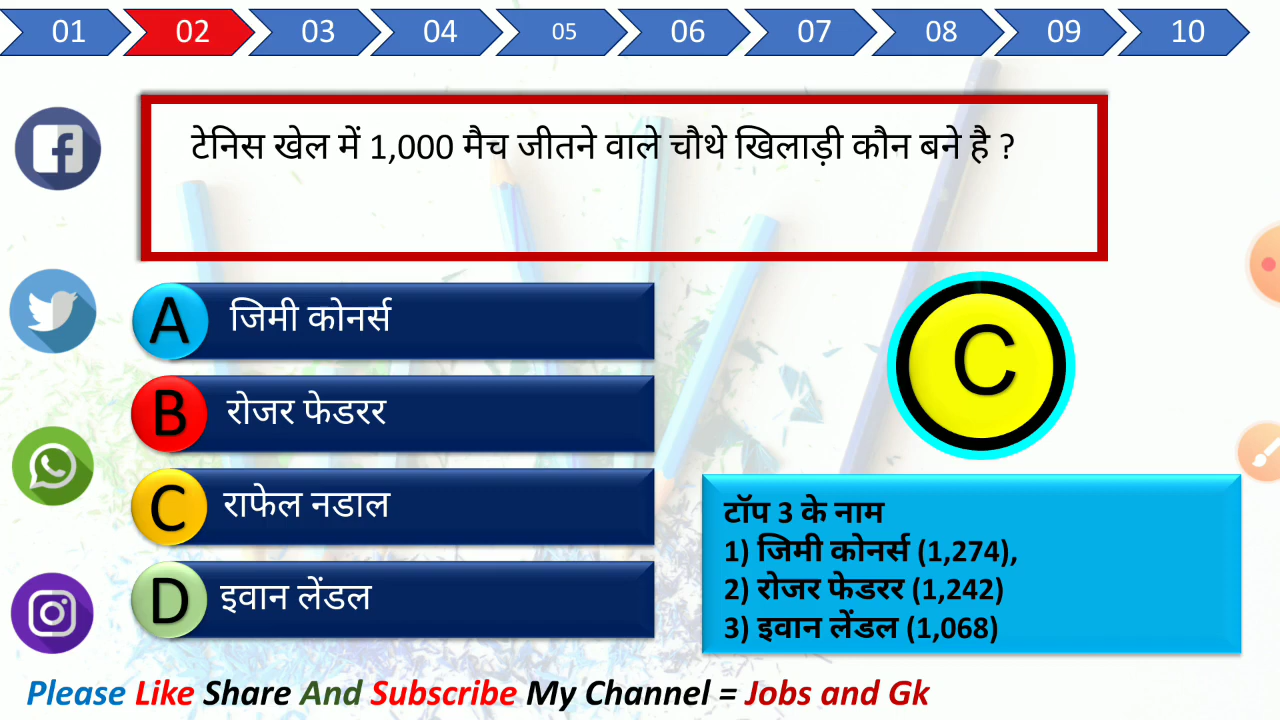 01 02 03 04 05 06 07 08 09 10
टेनिस खेल में 1,000 मैच जीतने वाले चौथे खिलाड़ी कौन बने है ?
A जिमी कोनर्स
B रोजर फेडरर
C राफेल नडाल
D इवान लेंडल
C
टॉप 3 के नाम
1) जिमी कोनर्स (1,274),
2) रोजर फेडरर (1,242)
3) इवान लेंडल (1,068)
Please Like Share And Subscribe My Channel = Jobs and Gk